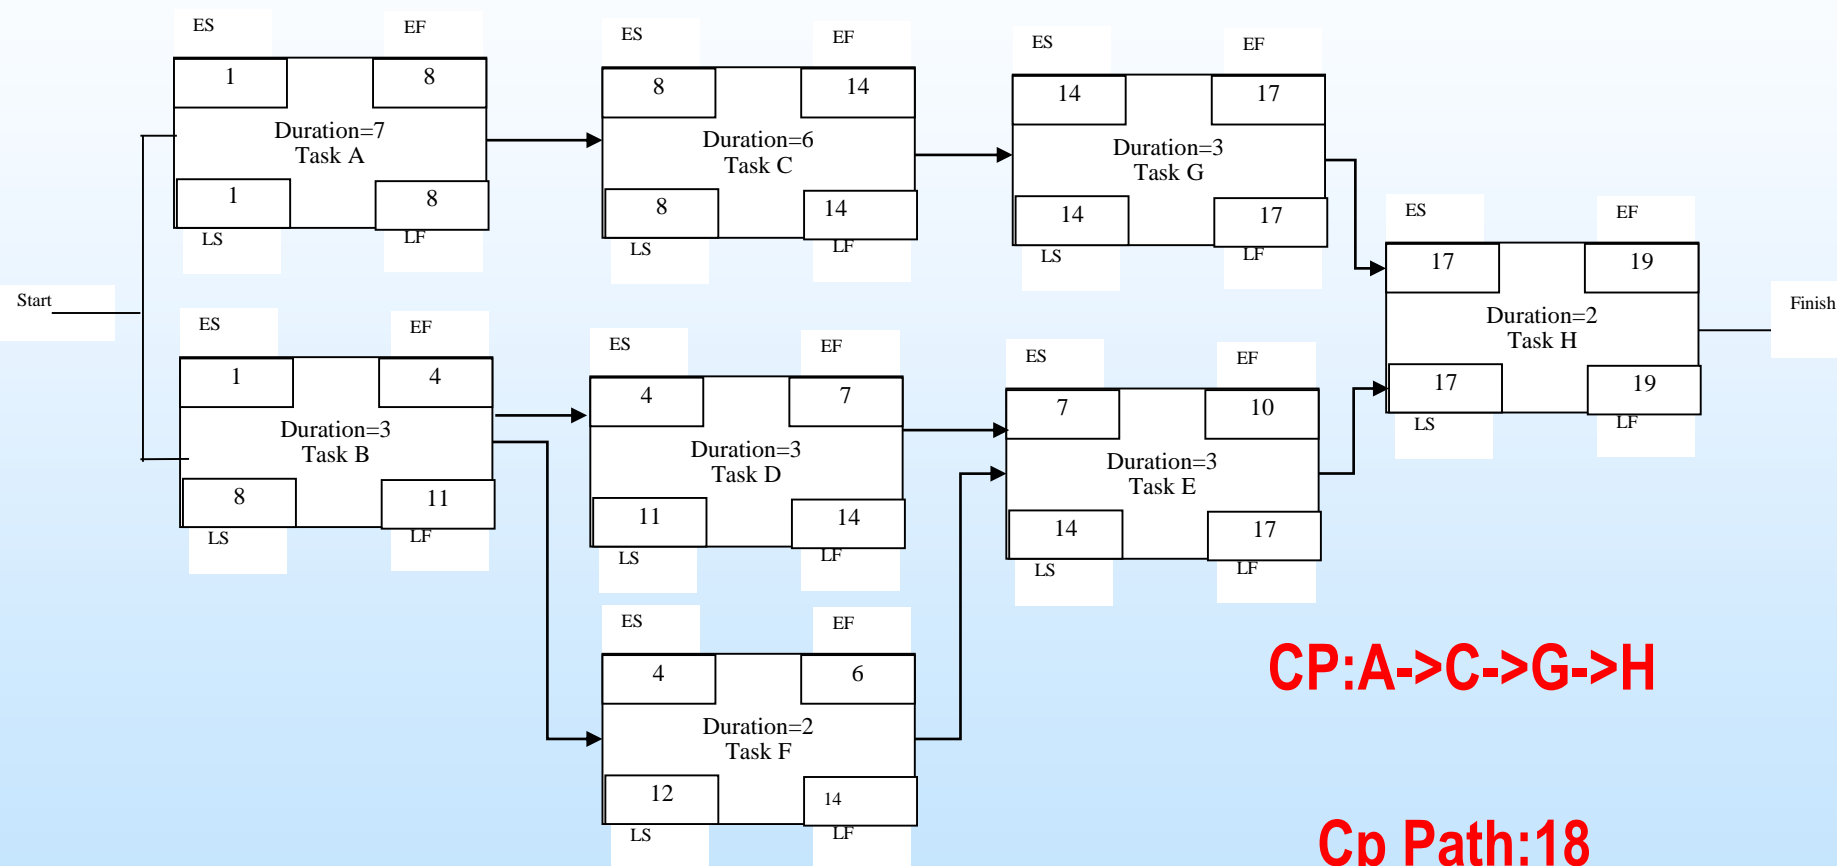 ES EF
1 8
Duration=7
Task A
1 8
LS LF
ES EF
8 14
Duration=6
Task C
8 14
LS LF
ES EF
14 17
Duration=3
Task G
14 17
LS LF
ES EF
17 19
Duration=2
Task H
17 19
LS LF
Start
Finish
ES EF
1 4
Duration=3
Task B
8 11
LS LF
ES EF
4 7
Duration=3
Task D
11 14
LS LF
ES EF
7 10
Duration=3
Task E
14 17
LS LF
ES EF
4 6
Duration=2
Task F
12 14
LS LF
CP:A->C->G->H
Cp Path:18